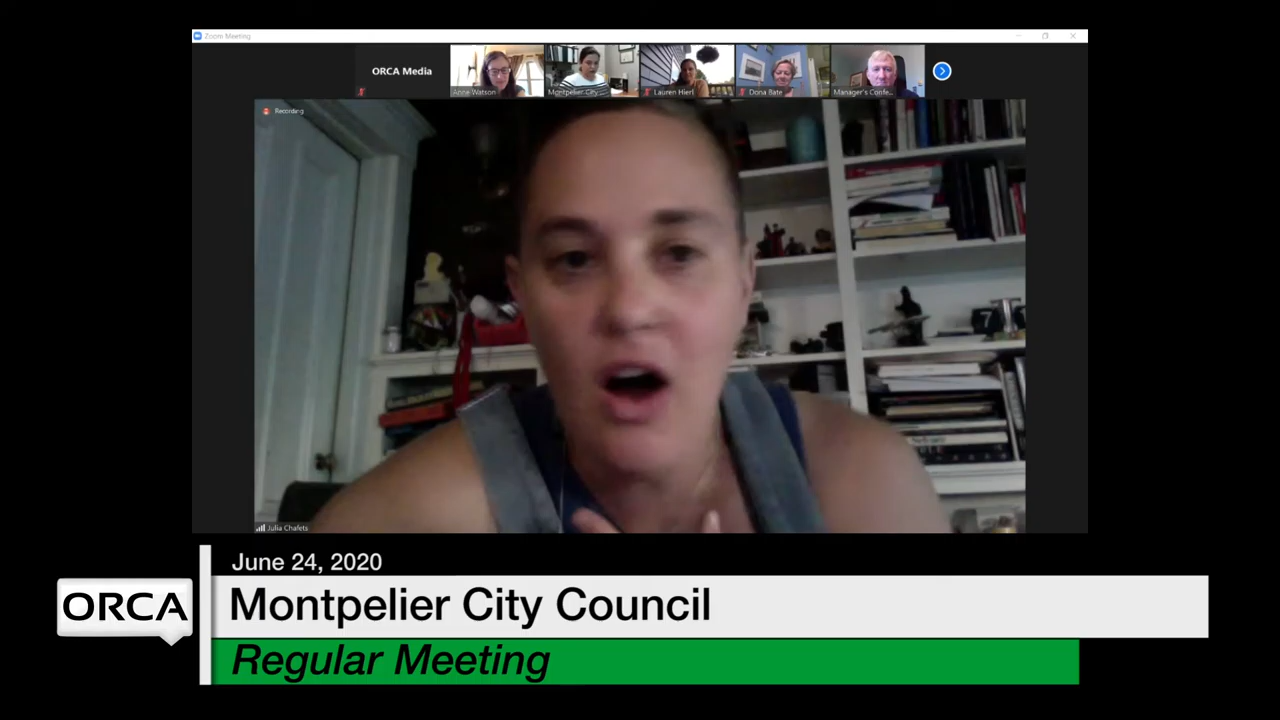 Zoom Meeting
ORCA Media
Anne Watson
Montpelier City...
Lauren Hierl
Dona Bate
Manager's Confe...
Recording
Julia Chafets
June 24, 2020
ORCA
Montpelier City Council
Regular Meeting